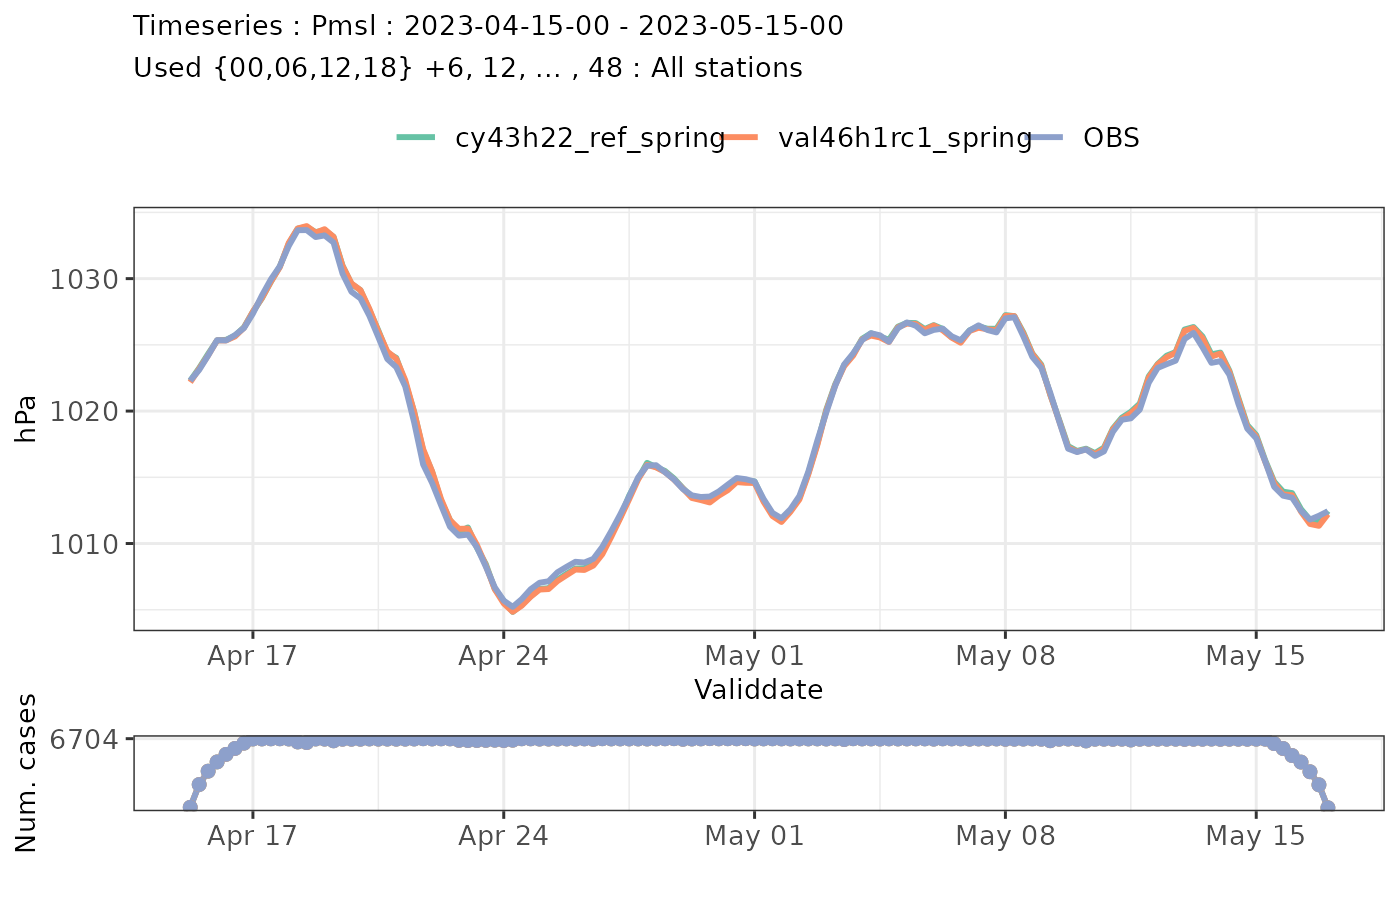 Timeseries : Pmsl : 2023-04-15-00 - 2023-05-15-00
Used {00,06,12,18} +6, 12, ... , 48 : All stations
cy43h22_ref_spring val46h1rc1_spring OBS
hPa
1030
1020
1010
Apr 17 Apr 24 May 01 May 08 May 15
Validdate
Num. cases
6704
Apr 17 Apr 24 May 01 May 08 May 15